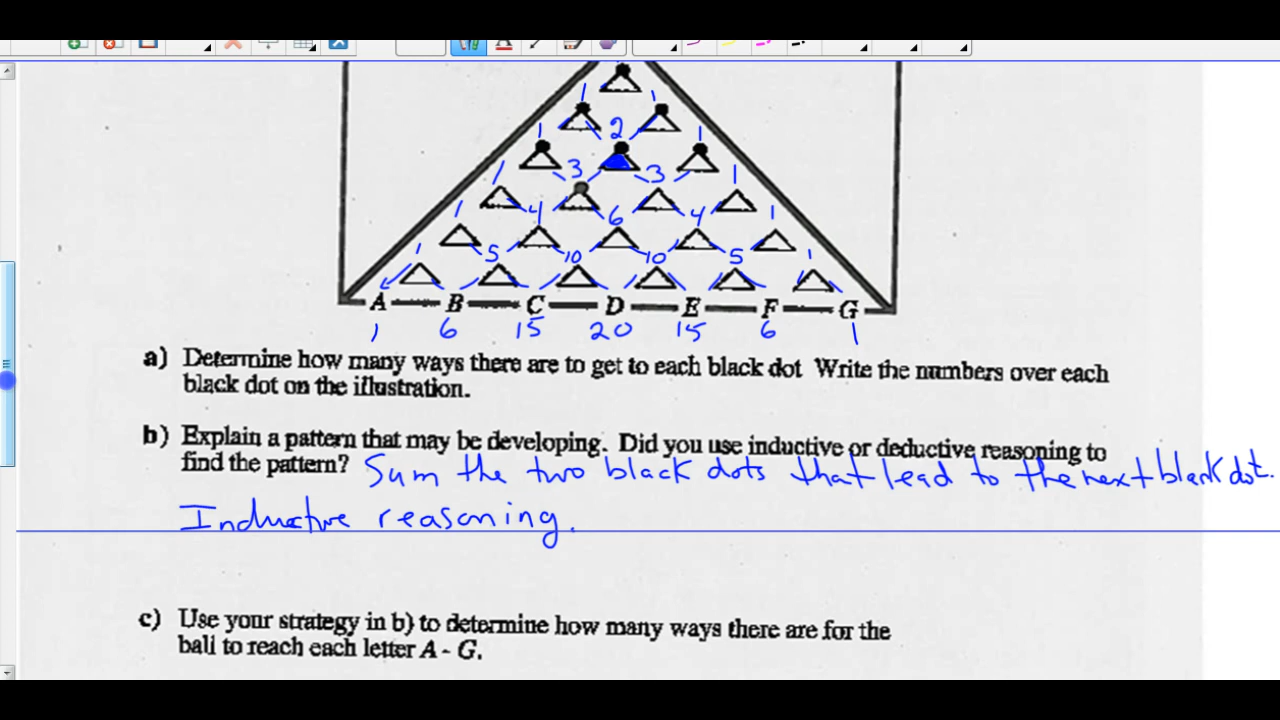 1 1
1 2 1
1 3 3 1
1 4 6 4 1
1 5 10 10 5 1
A B C D E F G
1 6 15 20 15 6 1
a) Determine how many ways there are to get to each black dot Write the numbers over each
black dot on the illustration.
b) Explain a pattern that may be developing. Did you use inductive or deductive reasoning to
find the pattern? Sum the two black dots that lead to the next black dot.
Inductive reasoning.
c) Use your strategy in b) to determine how many ways there are for the
ball to reach each letter A - G.